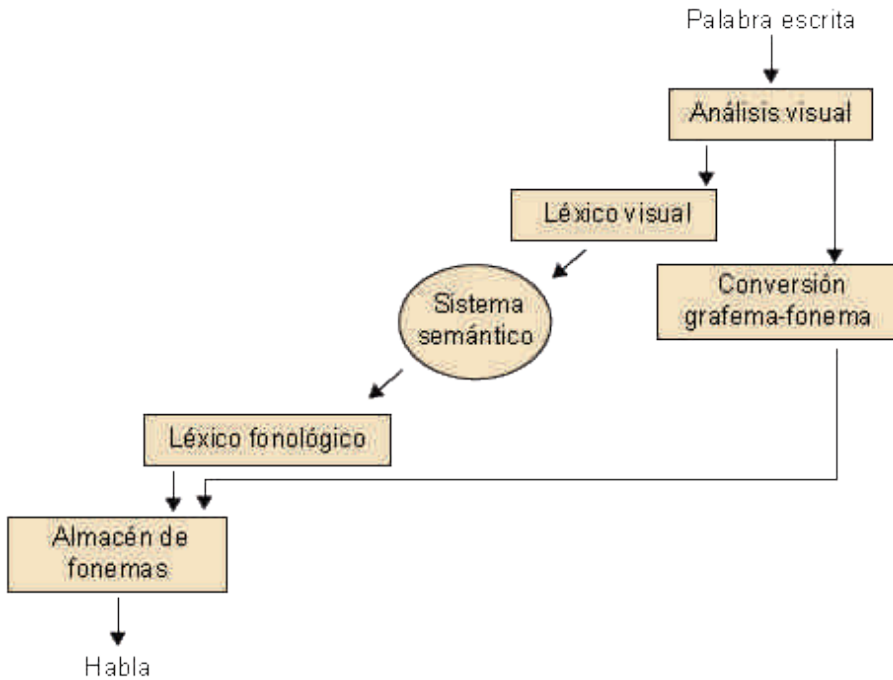 Palabra escrita
Análisis visual
Léxico visual
Sistema
semántico
Conversión
grafema-fonema
Léxico fonológico
Almacén de
fonemas
Habla